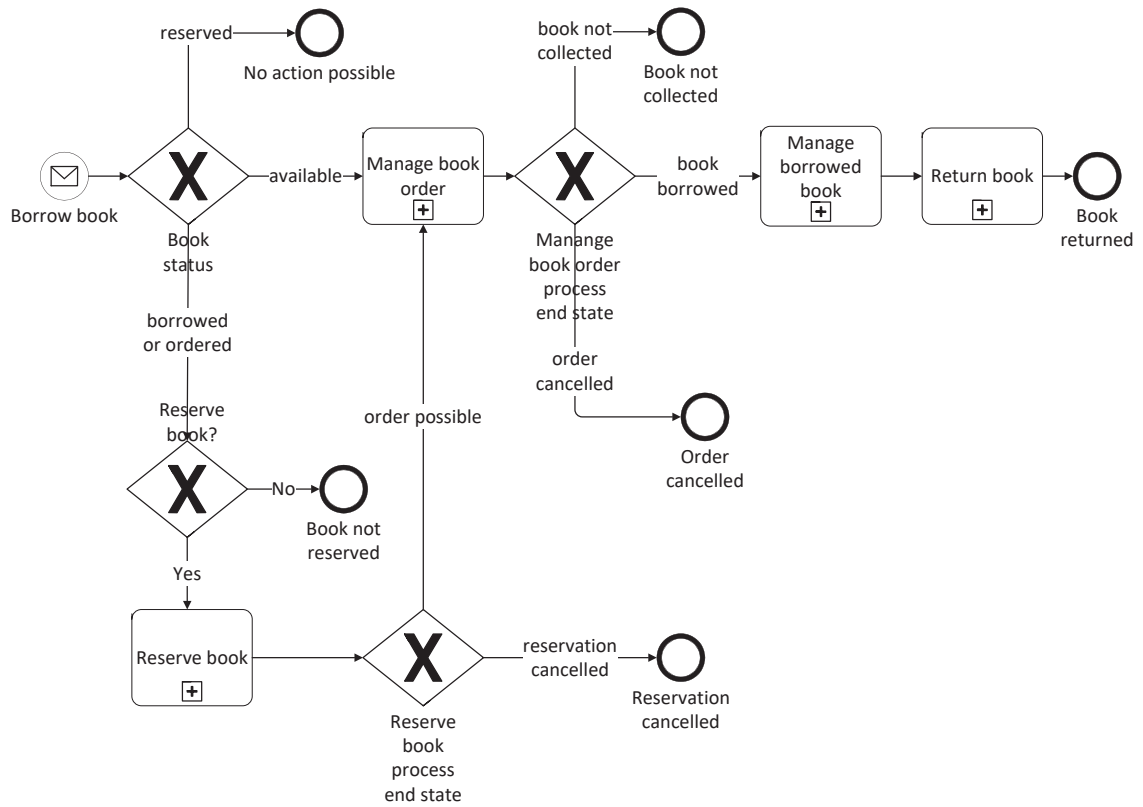 reserved
No action possible
book not
collected
Book not
collected
Borrow book
X
Book
status
available
Manage book
order
X
Manange
book order
process
end state
book
borrowed
Manage
borrowed
book
Return book
Book
returned
borrowed
or ordered
order
cancelled
Order
cancelled
Reserve
book?
X
No
Book not
reserved
order possible
Yes
Reserve book
X
Reserve
book
process
end state
reservation
cancelled
Reservation
cancelled